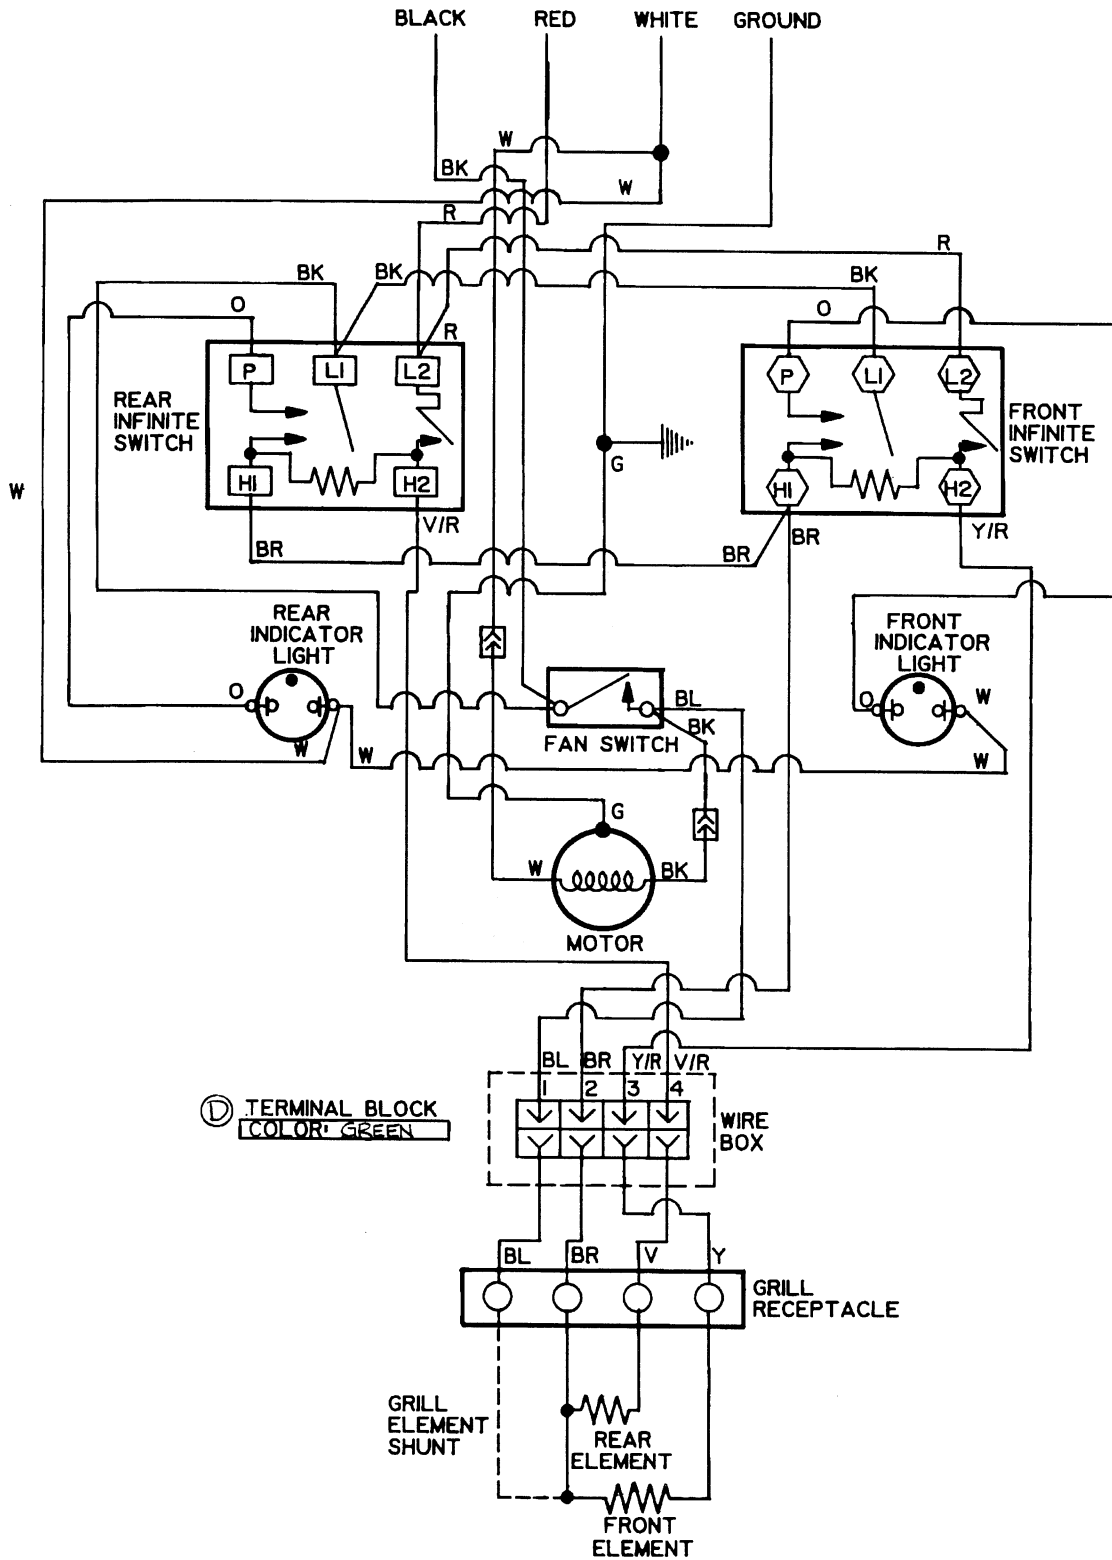 BLACK RED WHITE GROUND
W
BK
W
R
R
BK BK BK
O
O
R
P L1 L2
P L1 L2
REAR
INFINITE
SWITCH
FRONT
INFINITE
SWITCH
G
H1 H2
H1 H2
W
V/R
Y/R
BR
BR BR
REAR
INDICATOR
LIGHT
FRONT
INDICATOR
LIGHT
O
W
W
BL
BK
FAN SWITCH
O
W
W
G
W BK
MOTOR
BL BR Y/R V/R
1 2 3 4
D TERMINAL BLOCK
COLOR: GREEN
WIRE
BOX
BL BR V Y
GRILL
RECEPTACLE
GRILL
ELEMENT
SHUNT
REAR
ELEMENT
FRONT
ELEMENT